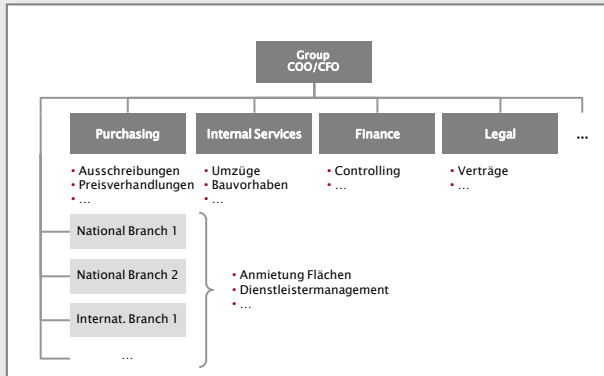 Group
COO/CFO
Purchasing
Internal Services
Finance
Legal
...
• Ausschreibungen
• Preisverhandlungen
• ...
• Umzüge
• Bauvorhaben
• ...
• Controlling
• ...
• Verträge
• ...
National Branch 1
National Branch 2
Internat. Branch 1
...
• Anmietung Flächen
• Dienstleistermanagement
• ...